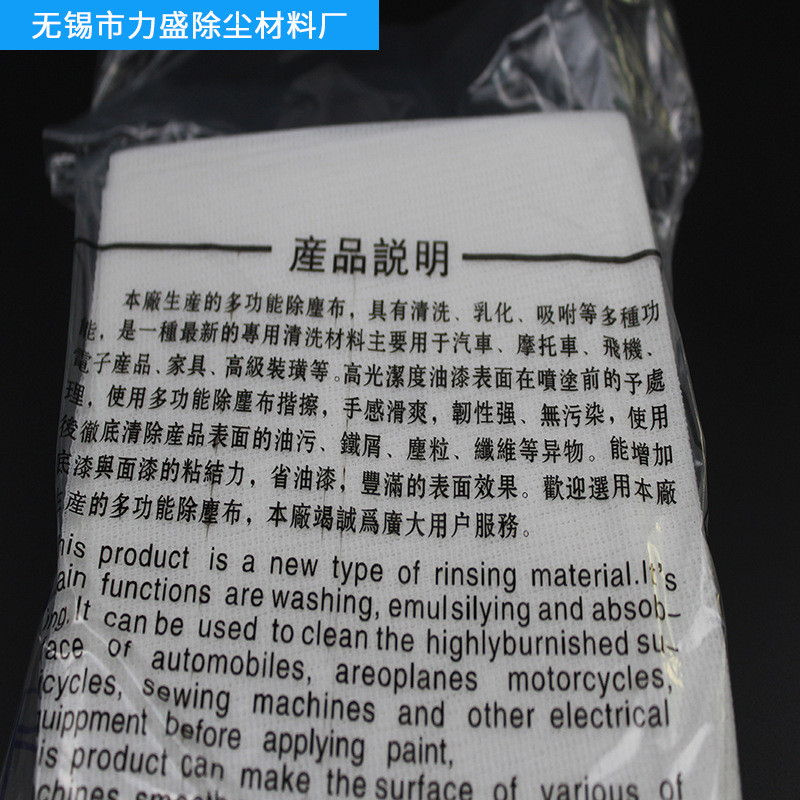 无锡市力盛除尘材料厂
産品説明
本廠生産的多功能除塵布，具有清洗、乳化、吸咐等多種功
能，是一種最新的專用清洗材料主要用于汽車、摩托車、飛機、
電子産品、家具、高級裝璜等。高光潔度油漆表面在噴塗前的予處
理，使用多功能除塵布揩擦，手感滑爽，韌性强、無污染，使用
後徹底清除産品表面的油污、鐵屑、塵粒、纖維等异物。能增加
底漆與面漆的粘結力，省油漆，豐滿的表面效果。歡迎選用本廠
生産的多功能除塵布，本廠竭誠爲廣大用户服務。
his product is a new type of rinsing material.It's
ain functions are washing, emulsilying and absob-
ing.It can be used to clean the highlyburnished su-
face of automobiles, areoplanes motorcycles,
icycles, sewing machines and other electrical
quippment before applying paint,
is product can make the surface of various of
chines smooth